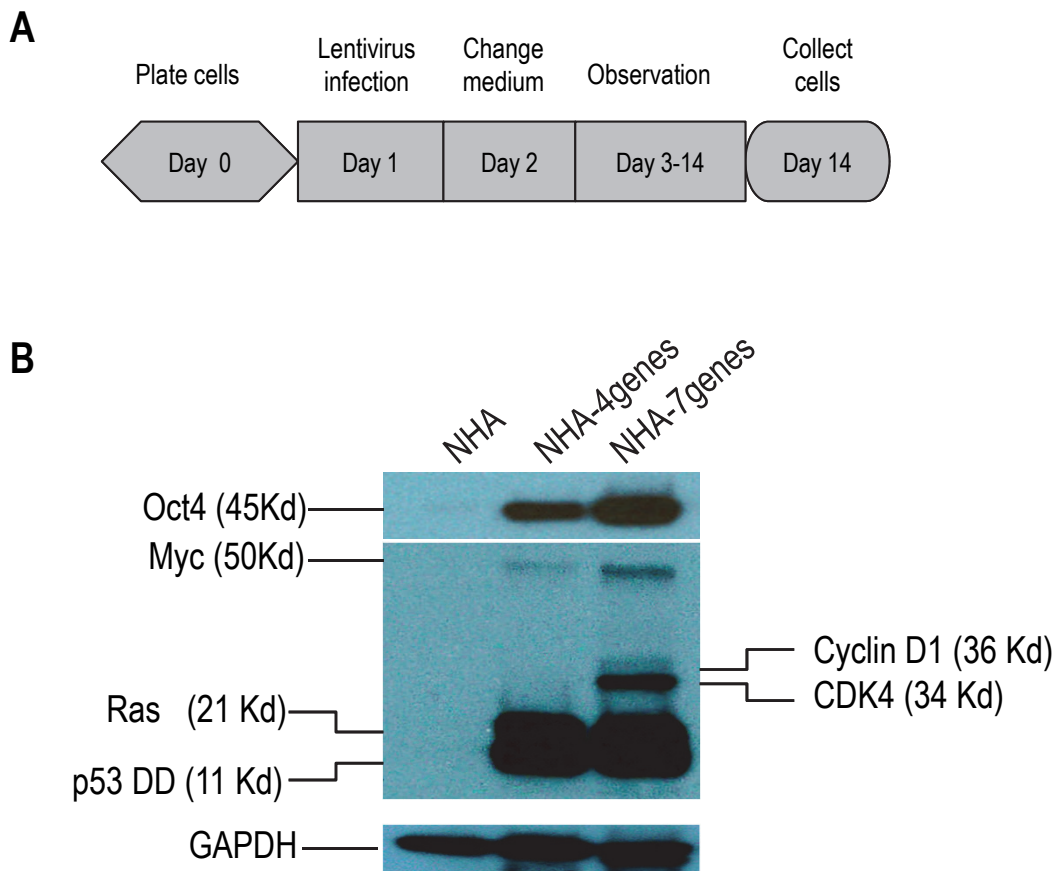 A
Plate cells
Lentivirus
infection
Change
medium
Observation
Collect
cells
Day 0
Day 1
Day 2
Day 3-14
Day 14
B
NHA
NHA-4genes
NHA-7genes
Oct4 (45Kd)
Myc (50Kd)
Cyclin D1 (36 Kd)
CDK4 (34 Kd)
Ras (21 Kd)
p53 DD (11 Kd)
GAPDH